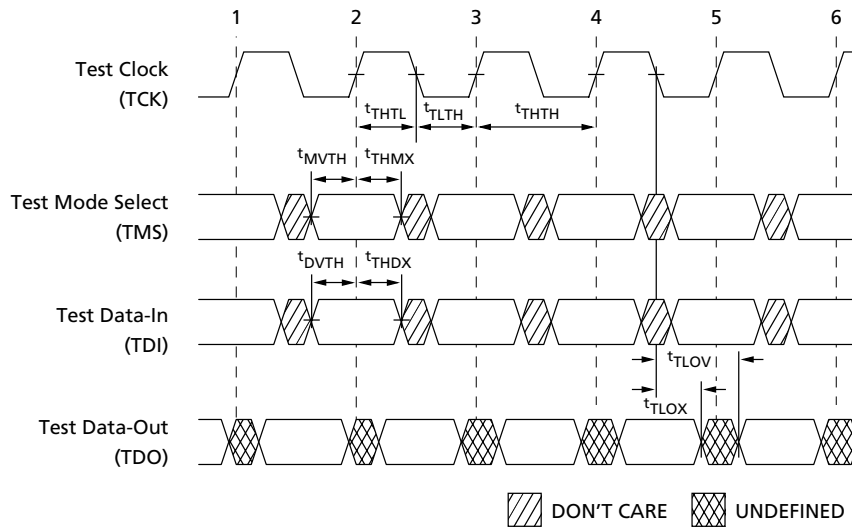 1 2 3 4 5 6
Test Clock
(TCK)
tTHTL tTLTH tTHTH
tMVTH tTHMX
Test Mode Select
(TMS)
tDVTH tTHDX
Test Data-In
(TDI)
tTLOV
tTLOX
Test Data-Out
(TDO)
DON'T CARE UNDEFINED